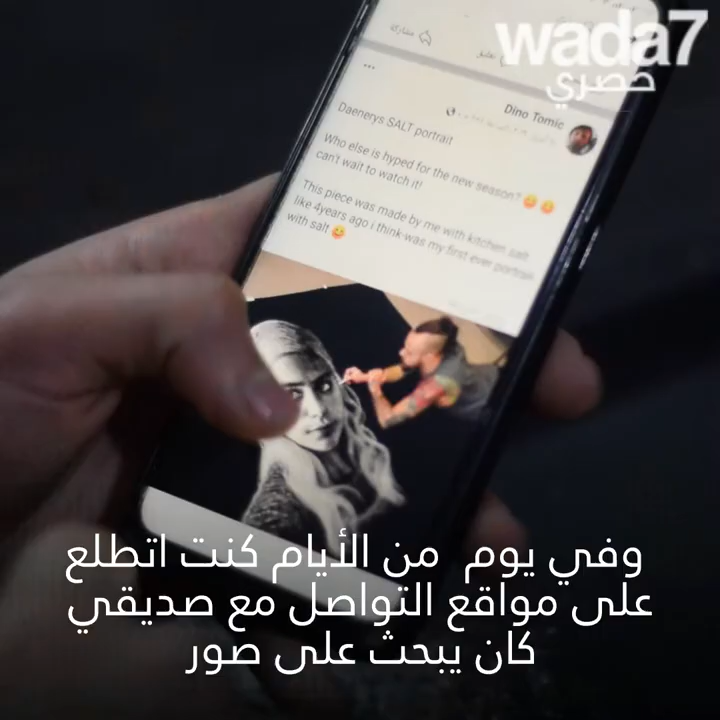 wada7
حصري
مشاركة
تعليق
Dino Tomic
Daenerys SALT portrait
Who else is hyped for the new season? 😀 😀
can't wait to watch it!
This piece was made by me with kitchen salt
like 4years ago i think was my first ever portrait
with salt 😀
وفي يوم من الأيام كنت اتطلع
على مواقع التواصل مع صديقي
كان يبحث على صور